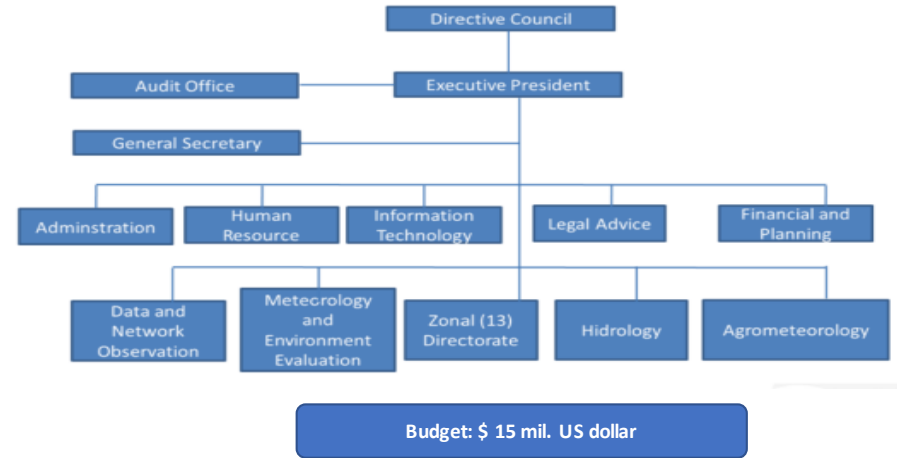 Directive Council
Audit Office
Executive President
General Secretary
Adminstration
Human
Resource
Information
Technology
Legal Advice
Financial and
Planning
Data and
Network
Observation
Meteorology
and
Environment
Evaluation
Zonal (13)
Directorate
Hidrology
Agrometeorology
Budget: $ 15 mil. US dollar